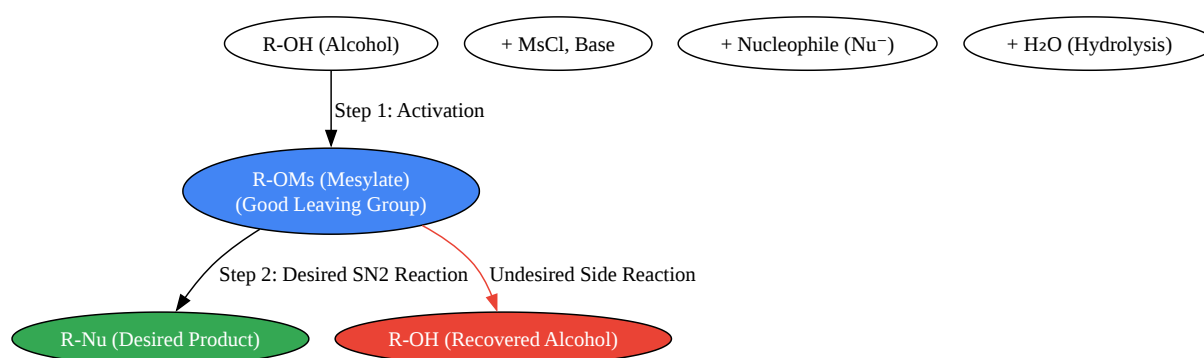 R-OH (Alcohol)
+ MsCl, Base
+ Nucleophile (Nu⁻)
+ H₂O (Hydrolysis)
Step 1: Activation
R-OMs (Mesylate)
(Good Leaving Group)
Step 2: Desired SN2 Reaction
Undesired Side Reaction
R-Nu (Desired Product)
R-OH (Recovered Alcohol)